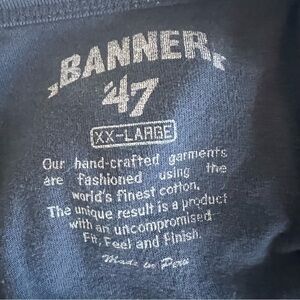 BANNER
'47
XX-LARGE
Our hand-crafted garments
are fashioned using the
world's finest cotton.
The unique result is a product
with an uncompromised
Fit, Feel and Finish.
Made in Peru